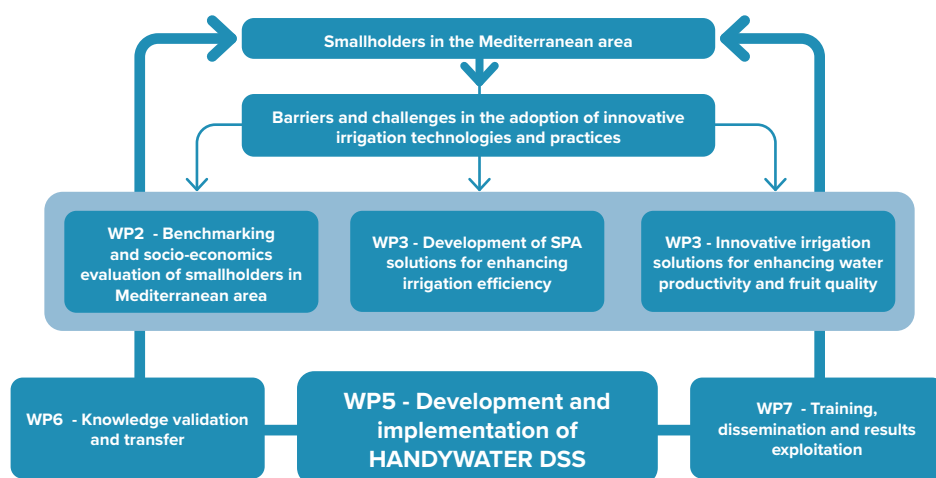 Smallholders in the Mediterranean area
Barriers and challenges in the adoption of innovative
irrigation technologies and practices
WP2 - Benchmarking
and socio-economics
evaluation of smallholders in
Mediterranean area
WP3 - Development of SPA
solutions for enhancing
irrigation efficiency
WP3 - Innovative irrigation
solutions for enhancing water
productivity and fruit quality
WP6 - Knowledge validation
and transfer
WP5 - Development and
implementation of
HANDYWATER DSS
WP7 - Training,
dissemination and results
exploitation